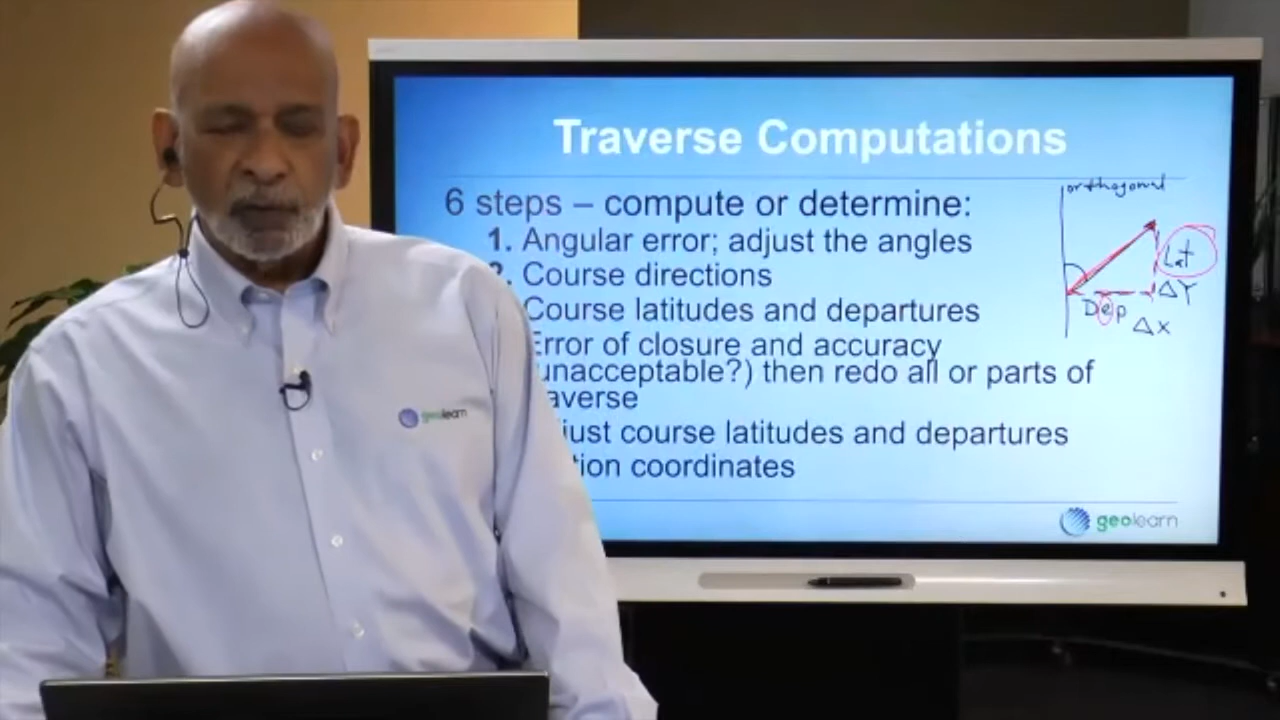 Traverse Computations
6 steps – compute or determine:
1. Angular error; adjust the angles
Course directions
Course latitudes and departures
Error of closure and accuracy
unacceptable?) then redo all or parts of
averse
just course latitudes and departures
tion coordinates
orthogonal
Lat
ΔY
Dep
ΔX
geolearn
geolearn